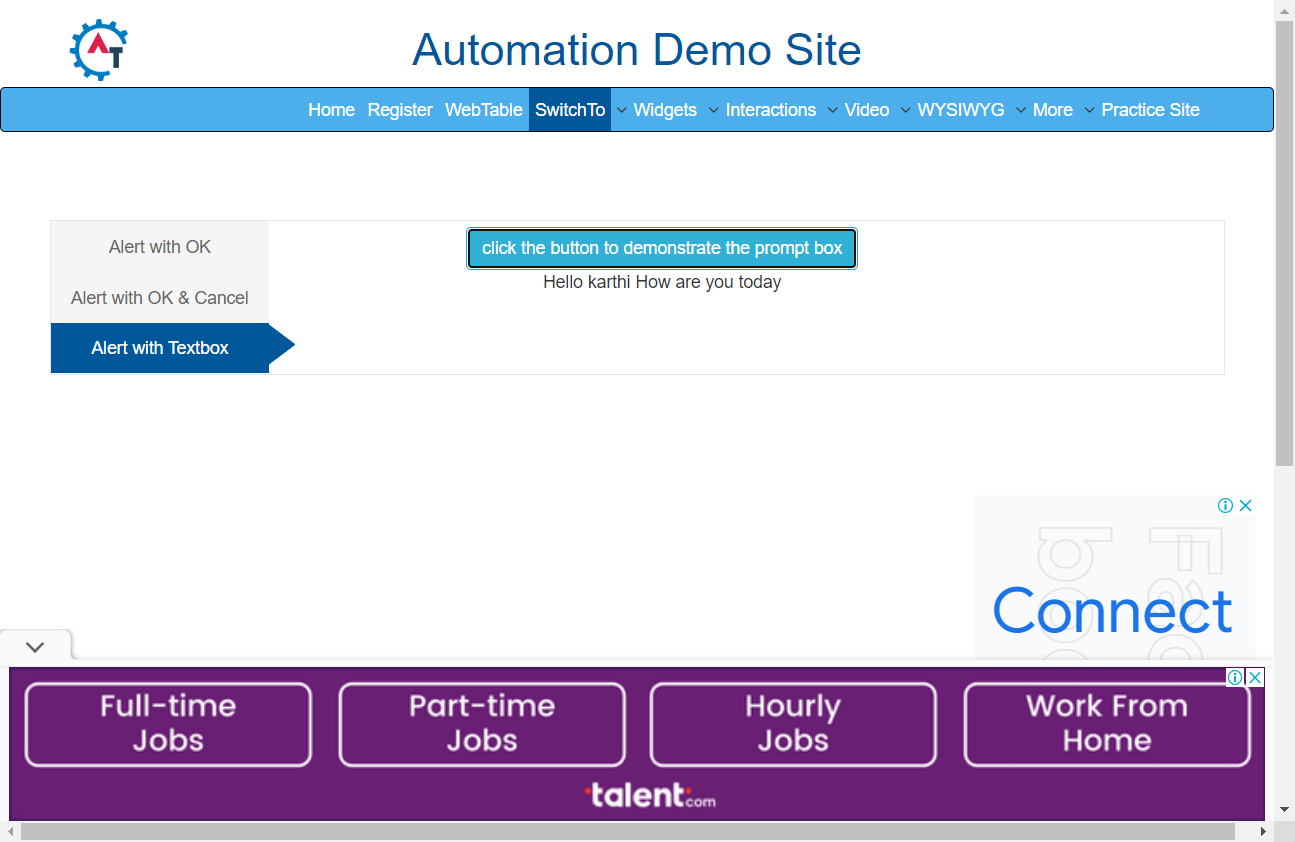 AT
Automation Demo Site
Home Register WebTable SwitchTo Widgets Interactions Video WYSIWYG More Practice Site
Alert with OK
Alert with OK & Cancel
Alert with Textbox
click the button to demonstrate the prompt box
Hello karthi How are you today
Connect
Full-time Jobs
Part-time Jobs
Hourly Jobs
Work From Home
talent.com